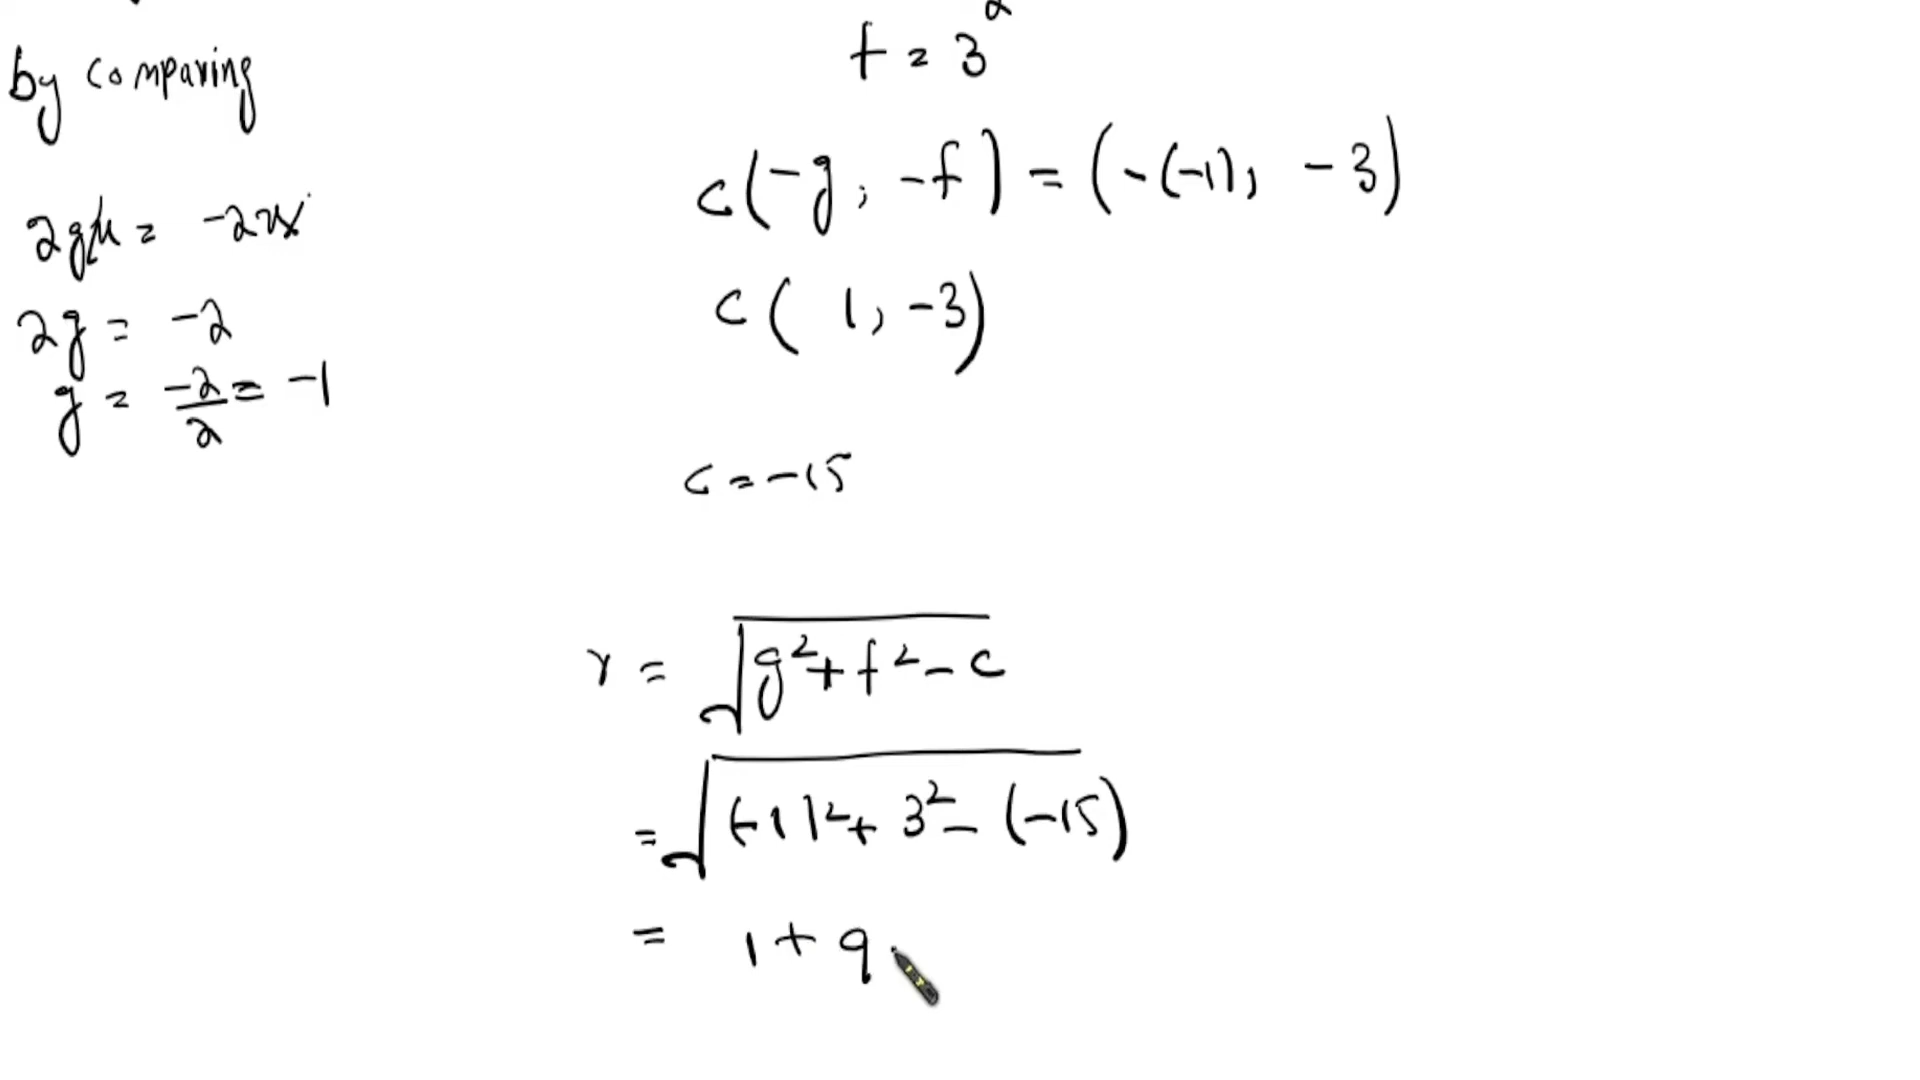 by comparing
2gx = -2x
2g = -2
g = -2/2 = -1
f = 3
c(-g, -f) = (-(-1), -3)
c( 1, -3)
c = -15
r = √g²+f²-c
= √(-1)²+ 3²- (-15)
= 1+9